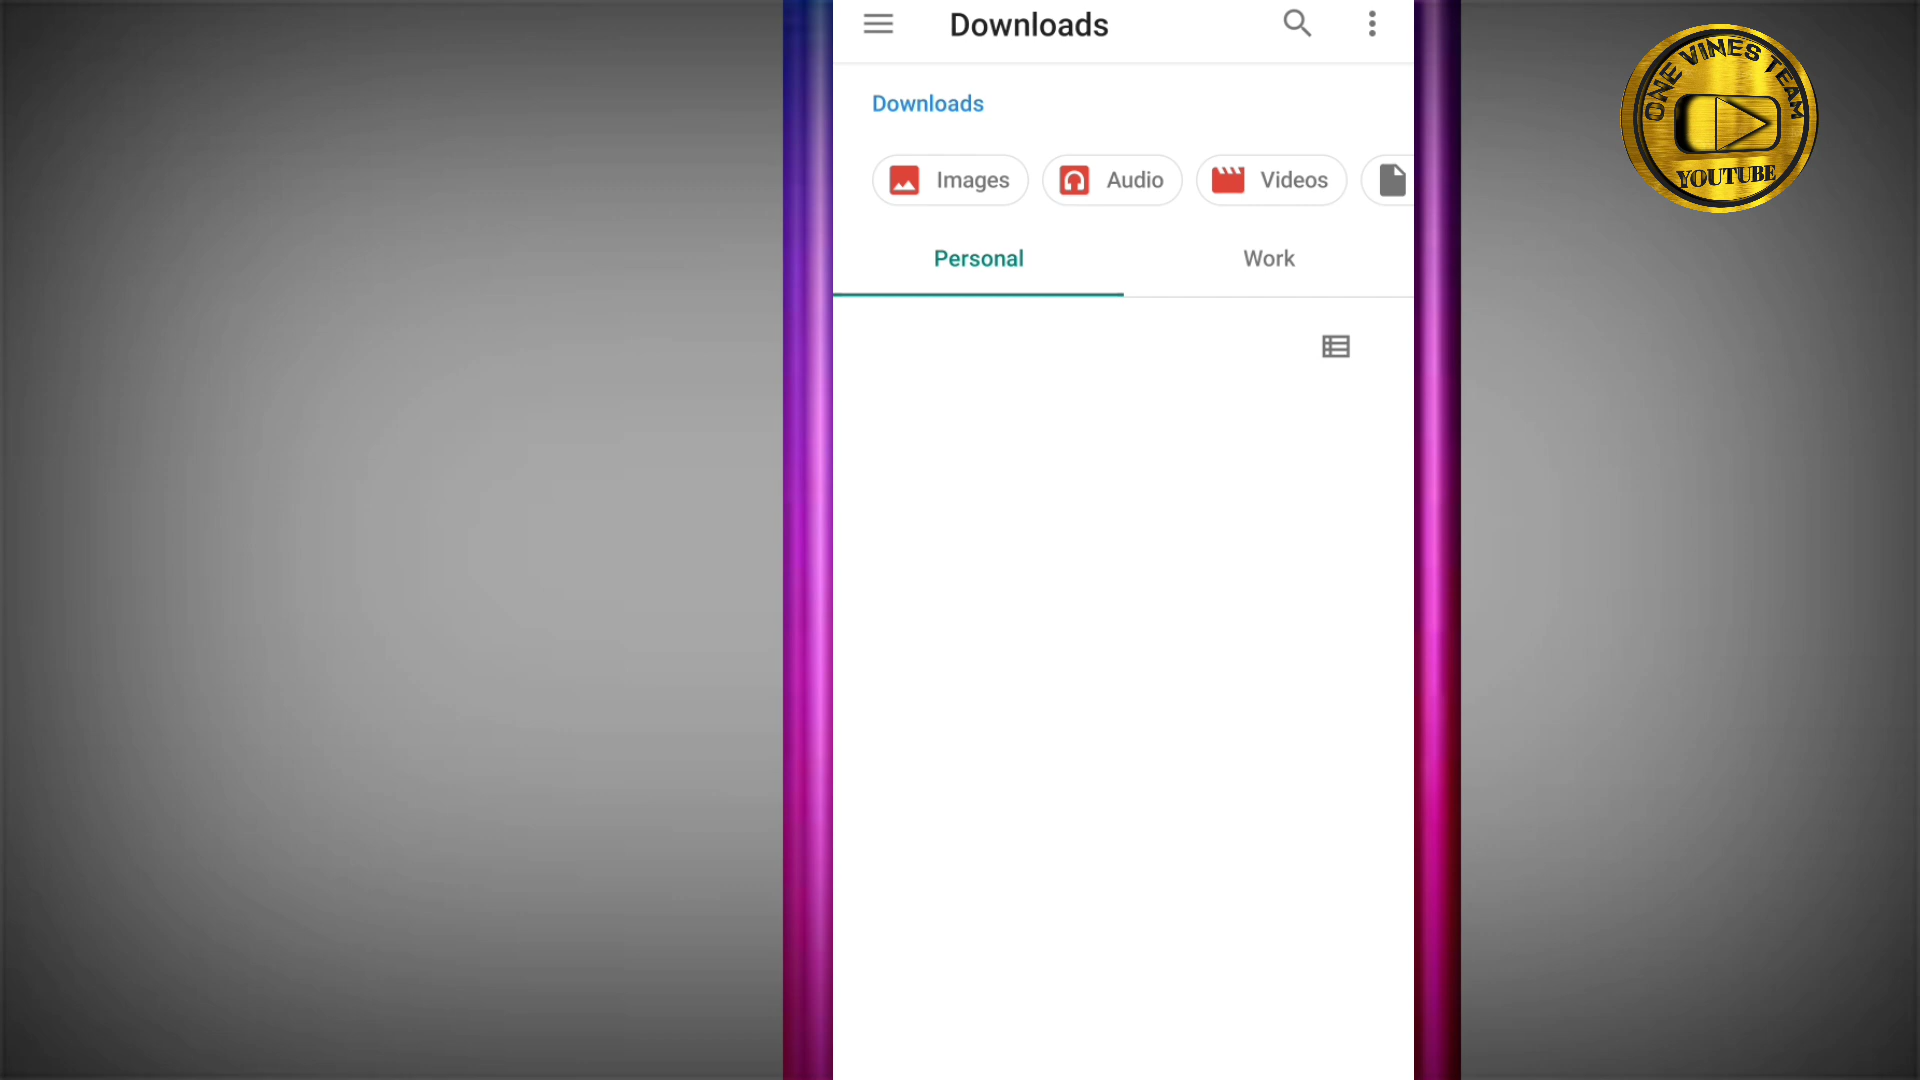 Downloads
Downloads
Images Audio Videos
Personal Work
ONE VINES TEAM
YOUTUBE